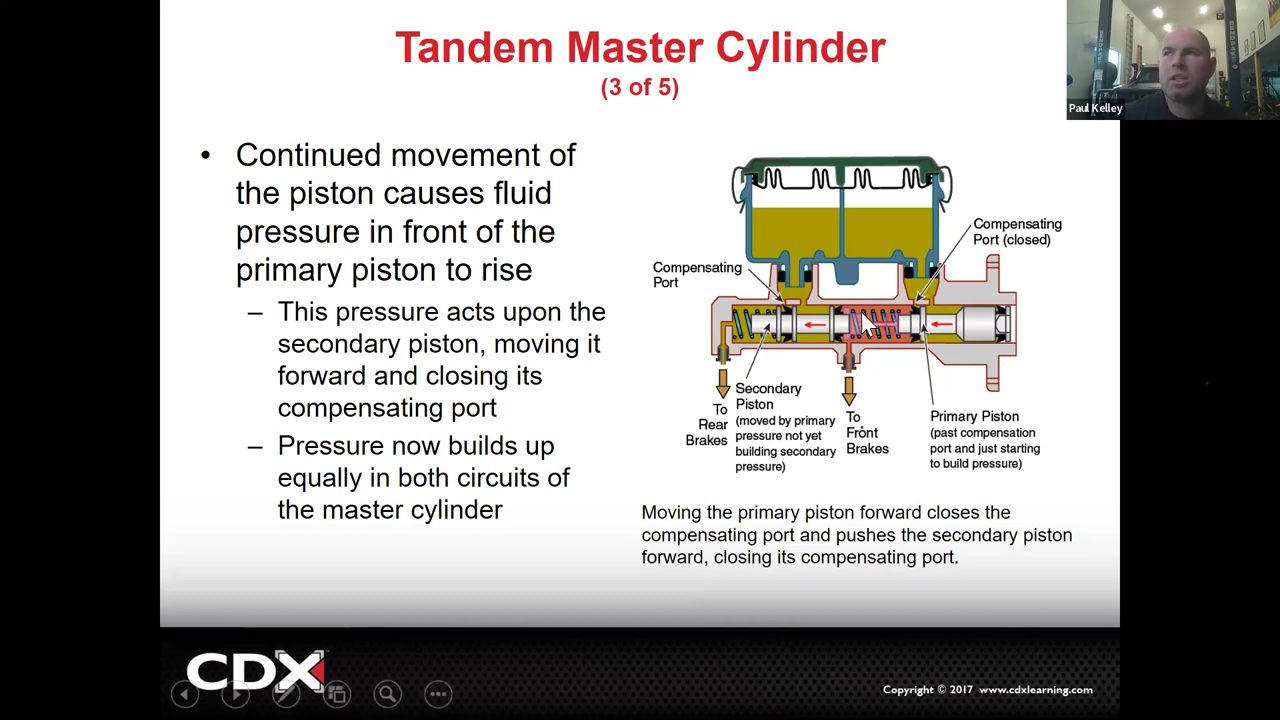 Tandem Master Cylinder
(3 of 5)
Paul Kelley
• Continued movement of
the piston causes fluid
pressure in front of the
primary piston to rise
– This pressure acts upon the
secondary piston, moving it
forward and closing its
compensating port
– Pressure now builds up
equally in both circuits of
the master cylinder
Compensating
Port (closed)
Compensating
Port
To
Rear
Brakes
Secondary
Piston
(moved by primary
pressure not yet
building secondary
pressure)
To
Front
Brakes
Primary Piston
(past compensation
port and just starting
to build pressure)
Moving the primary piston forward closes the
compensating port and pushes the secondary piston
forward, closing its compensating port.
CDX
Copyright © 2017 www.cdxlearning.com